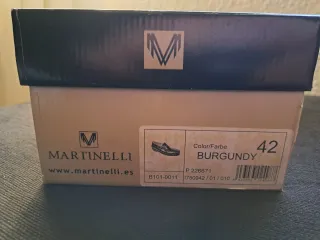 MARTINELLI
www.martinelli.es
Color/Farbe
42
BURGUNDY